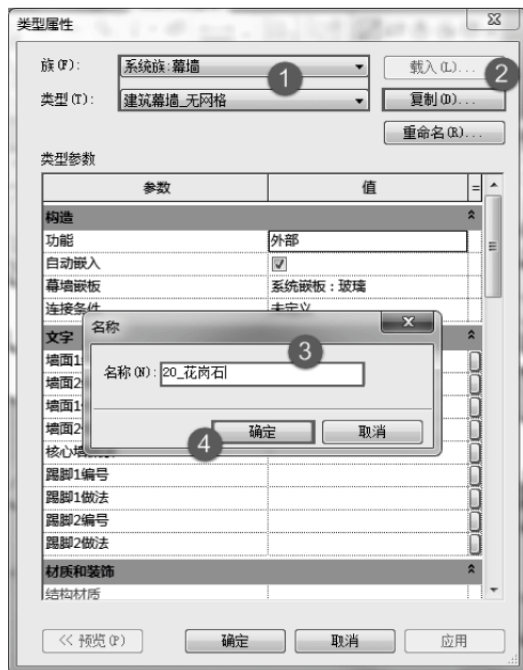 类型属性
族(F): 系统族:幕墙 1 载入(L)... 2
类型(T): 建筑幕墙_无网格 复制(D)...
重命名(R)...
类型参数
参数 值 =
构造
功能 外部
自动嵌入
幕墙嵌板 系统嵌板:玻璃
连接条件 未定义
文字
名称
3
名称(N): 20_花岗石
4 确定 取消
墙面1
墙面2
墙面1
墙面2
核心墙
踢脚1编号
踢脚1做法
踢脚2编号
踢脚2做法
材质和装饰
结构材质
<< 预览(P) 确定 取消 应用